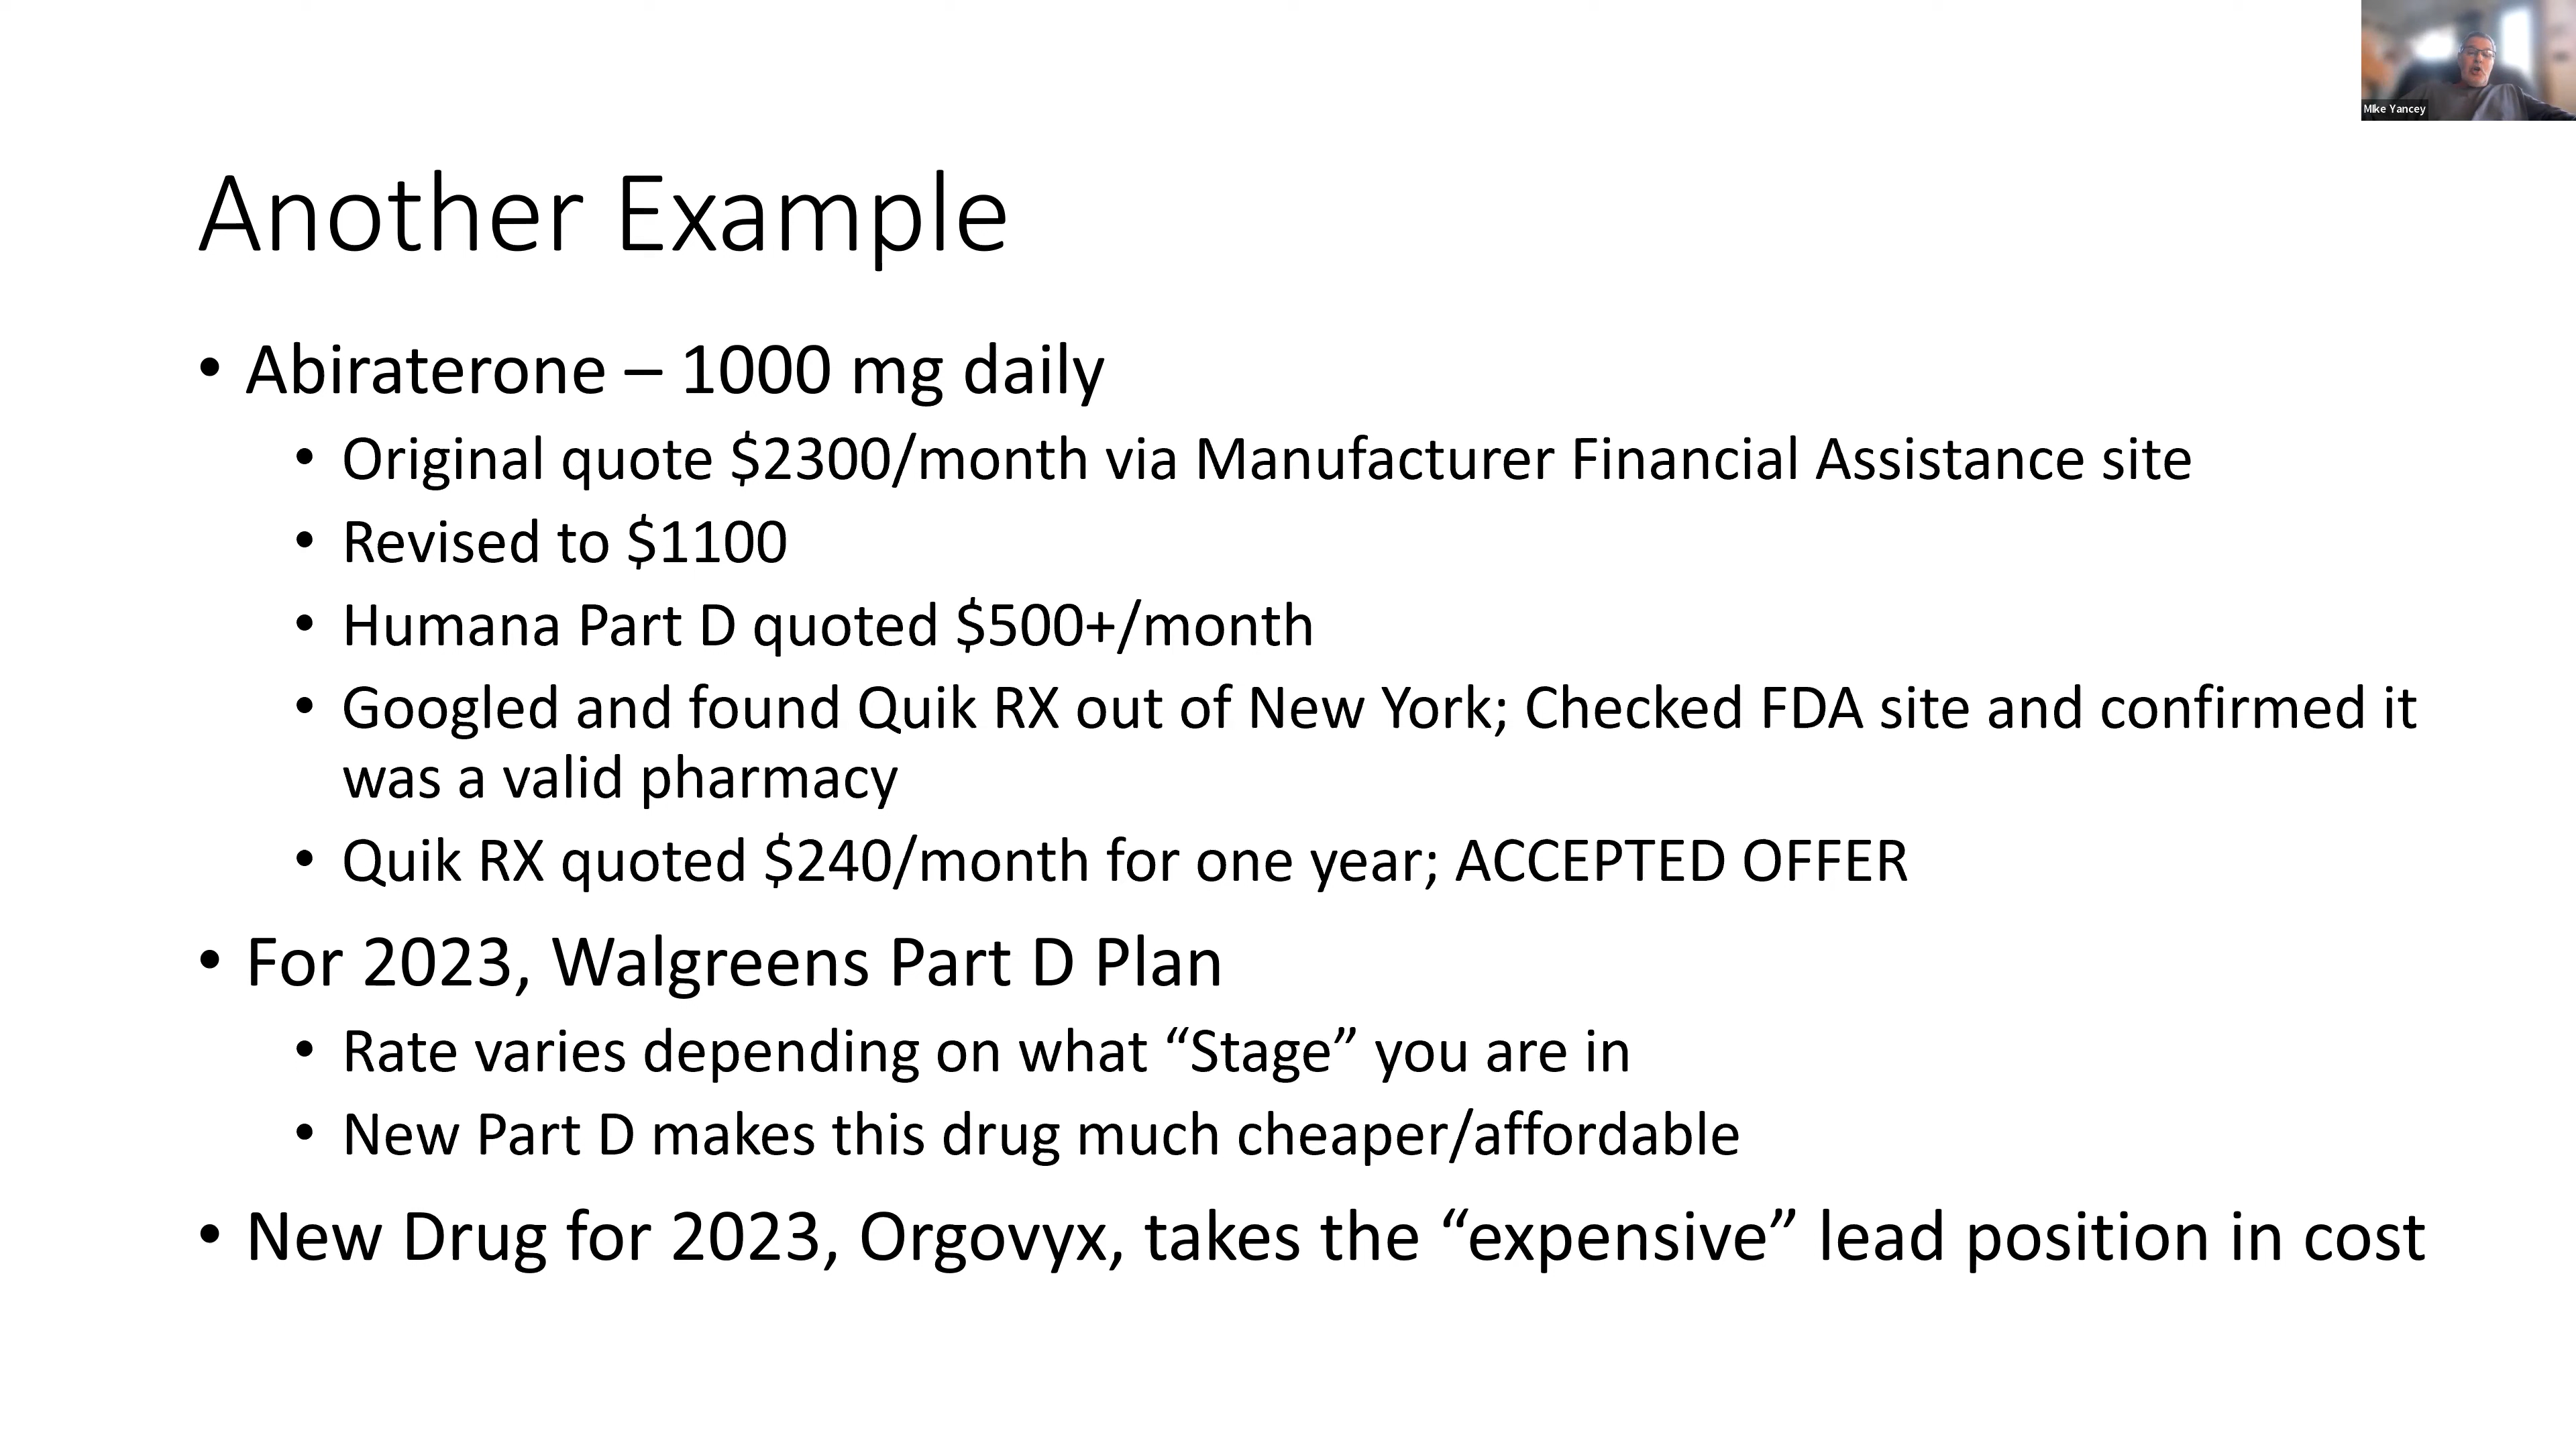 MIke Yancey
Another Example
• Abiraterone – 1000 mg daily
• Original quote $2300/month via Manufacturer Financial Assistance site
• Revised to $1100
• Humana Part D quoted $500+/month
• Googled and found Quik RX out of New York; Checked FDA site and confirmed it
was a valid pharmacy
• Quik RX quoted $240/month for one year; ACCEPTED OFFER
• For 2023, Walgreens Part D Plan
• Rate varies depending on what “Stage” you are in
• New Part D makes this drug much cheaper/affordable
• New Drug for 2023, Orgovyx, takes the “expensive” lead position in cost